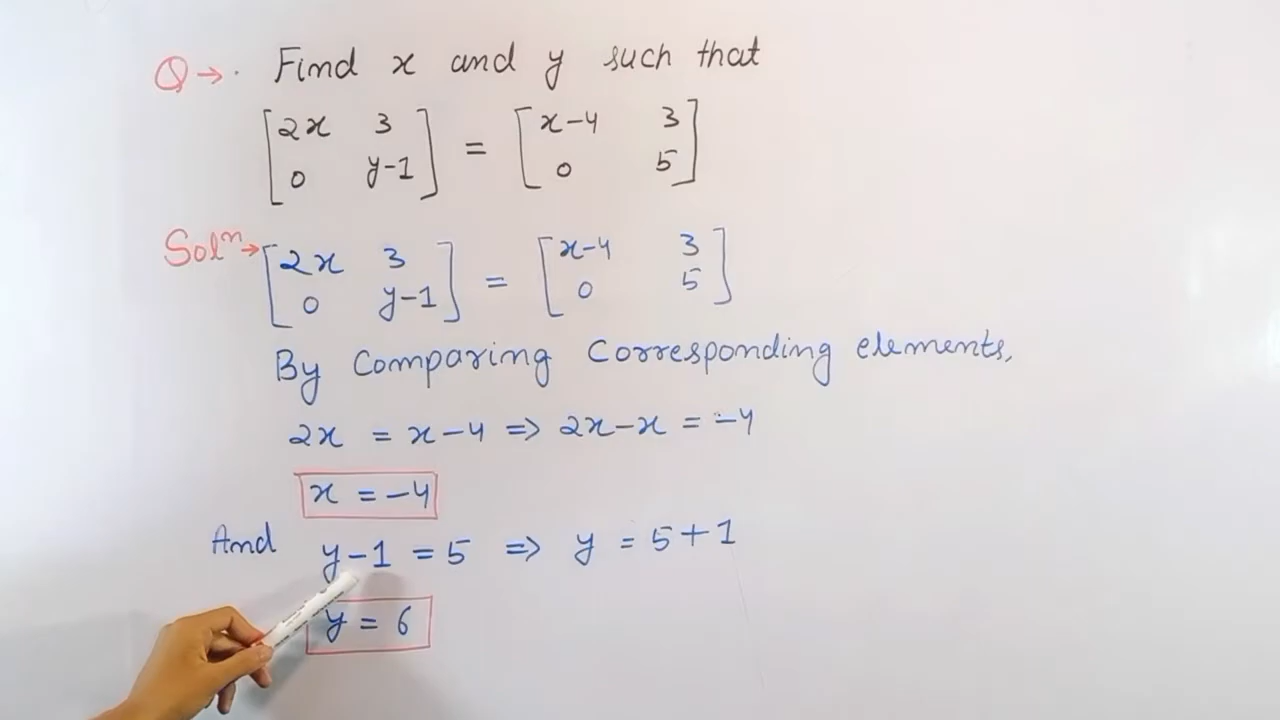 Q → . Find x and y such that
[2x 3] = [x-4 3]
[0 y-1] [0 5]
Solⁿ → [2x 3] = [x-4 3]
[0 y-1] [0 5]
By Comparing Corresponding elements,
2x = x-4 => 2x-x = -4
x = -4
And y-1 = 5 => y = 5+1
y = 6